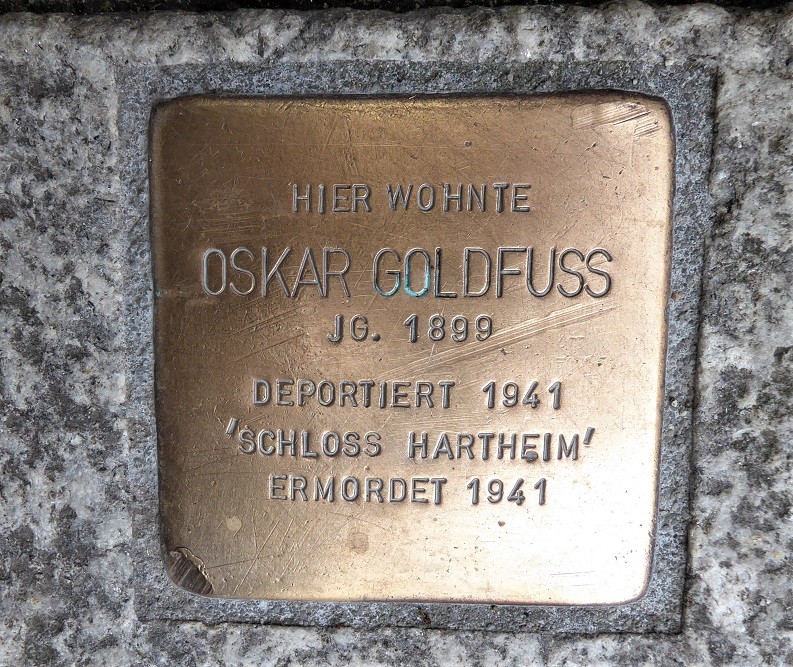 HIER WOHNTE
OSKAR GOLDFUSS
JG. 1899
DEPORTIERT 1941
'SCHLOSS HARTHEIM'
ERMORDET 1941